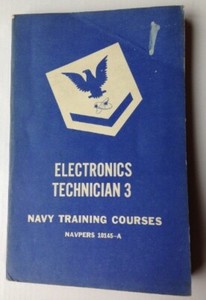 ELECTRONICS
TECHNICIAN 3
NAVY TRAINING COURSES
NAVPERS 10145-A